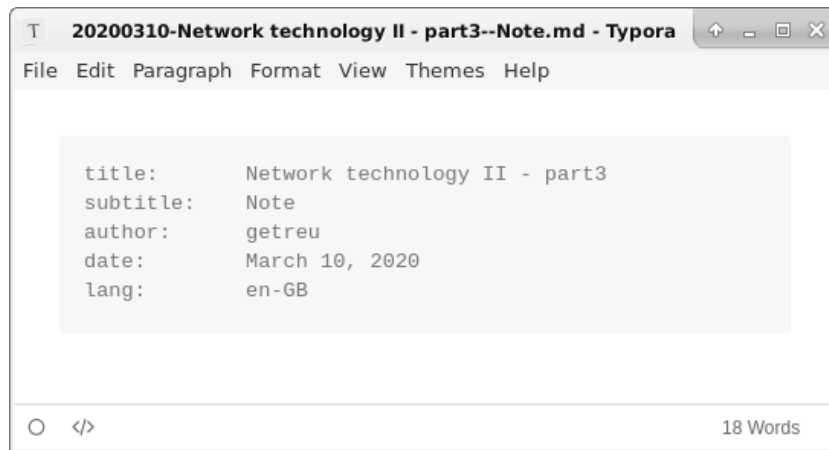 T 20200310-Network technology II - part3--Note.md - Typora
File Edit Paragraph Format View Themes Help
title: Network technology II - part3
subtitle: Note
author: getreu
date: March 10, 2020
lang: en-GB
</> 18 Words